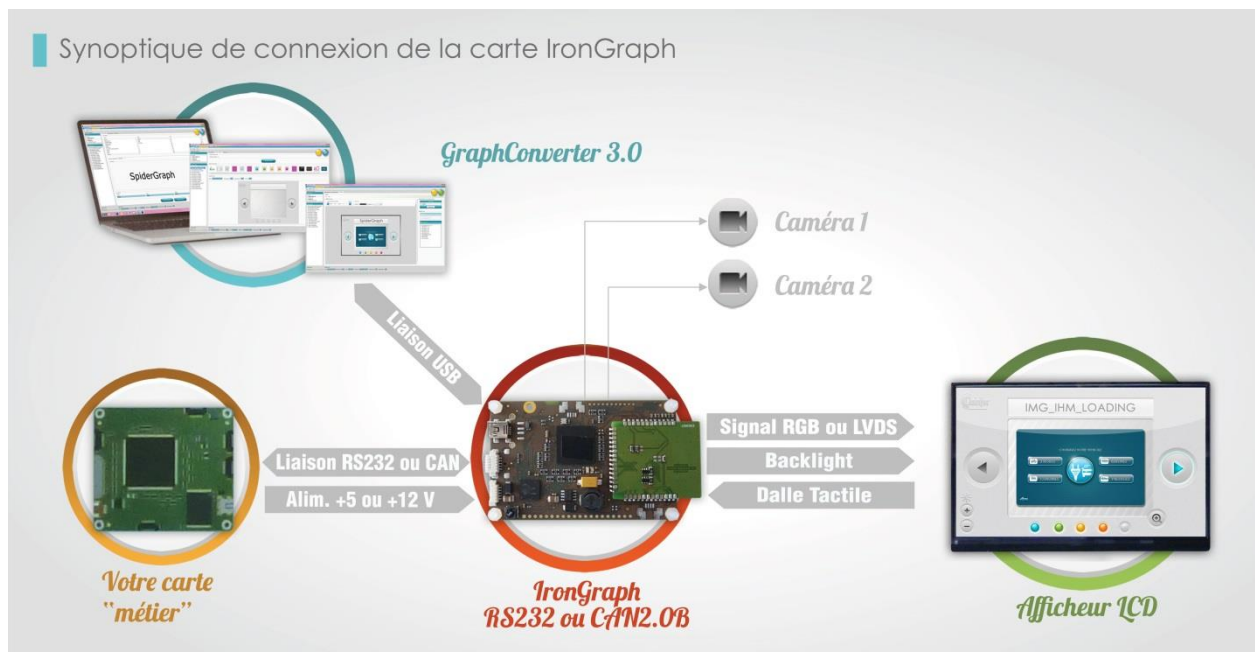 Synoptique de connexion de la carte IronGraph
GraphConverter 3.0
SpiderGraph
SpiderGraph
Caméra 1
Caméra 2
Liaison USB
Liaison RS232 ou CAN
Alim. +5 ou +12 V
Signal RGB ou LVDS
Backlight
Dalle Tactile
IMG_IHM_LOADING
Votre carte
"métier"
IronGraph
RS232 ou CAN2.0B
Afficheur LCD